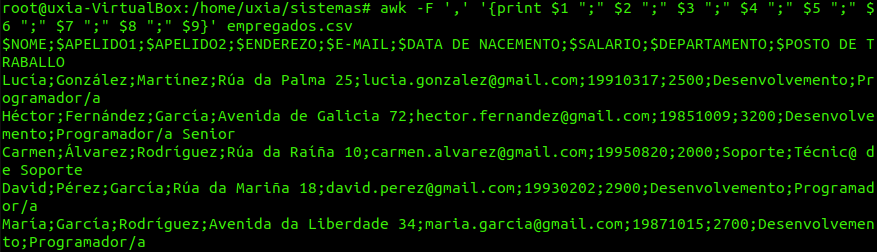 root@uxia-VirtualBox:/home/uxia/sistemas# awk -F ',' '{print $1 ";" $2 ";" $3 ";" $4 ";" $5 ";" $
6 ";" $7 ";" $8 ";" $9}' empregados.csv
$NOME;$APELIDO1;$APELIDO2;$ENDEREZO;$E-MAIL;$DATA DE NACEMENTO;$SALARIO;$DEPARTAMENTO;$POSTO DE T
RABALLO
Lucía;González;Martínez;Rúa da Palma 25;lucia.gonzalez@gmail.com;19910317;2500;Desenvolvemento;Pr
ogramador/a
Héctor;Fernández;García;Avenida de Galicia 72;hector.fernandez@gmail.com;19851009;3200;Desenvolve
mento;Programador/a Senior
Carmen;Álvarez;Rodríguez;Rúa da Raíña 10;carmen.alvarez@gmail.com;19950820;2000;Soporte;Técnic@ d
e Soporte
David;Pérez;García;Rúa da Mariña 18;david.perez@gmail.com;19930202;2900;Desenvolvemento;Programad
or/a
María;García;Rodríguez;Avenida da Liberdade 34;maria.garcia@gmail.com;19871015;2700;Desenvolvemen
to;Programador/a